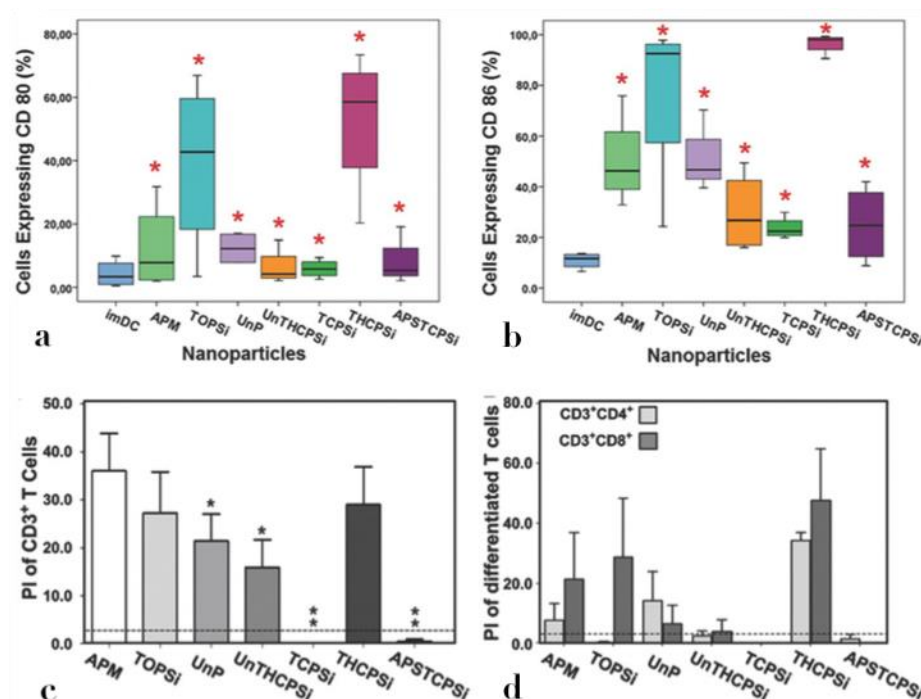 Cells Expressing CD 80 (%)
80,00
60,00
40,00
20,00
0,00
*
*
*
*
*
*
*
imDC
APM
TOPSi
UnP
UnTHCPSi
TCPSi
THCPSi
APSTCPSi
a
Nanoparticles
Cells Expressing CD 86 (%)
100,0
80.0
60.0
40.0
20.0
00.0
*
*
*
*
*
*
*
imDC
APM
TOPSi
UnP
UnTHCPSi
TCPSi
THCPSi
APSTCPSi
b
Nanoparticles
PI of CD3⁺ T Cells
50.0
40.0
30.0
20.0
10.0
0.0
*
*
**
**
APM
TOPSi
UnP
UnTHCPSi
TCPSi
THCPSi
APSTCPSi
c
PI of differentiated T cells
80.0
60.0
40.0
20.0
0.0
CD3⁺CD4⁺
CD3⁺CD8⁺
APM
TOPSi
UnP
UnTHCPSi
TCPSi
THCPSi
APSTCPSi
d